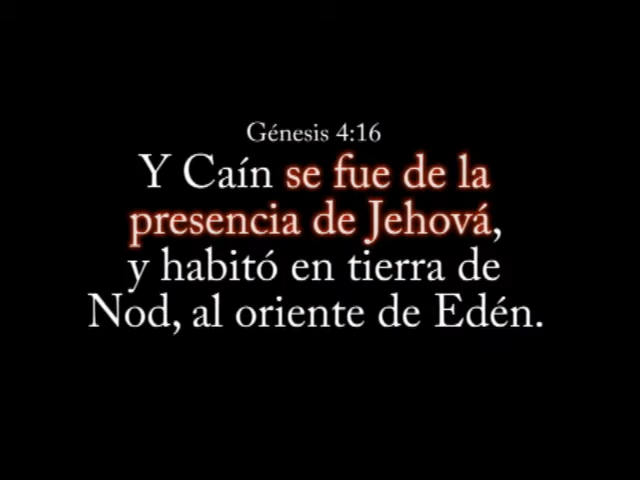 Génesis 4:16
Y Caín se fue de la
presencia de Jehová,
y habitó en tierra de
Nod, al oriente de Edén.